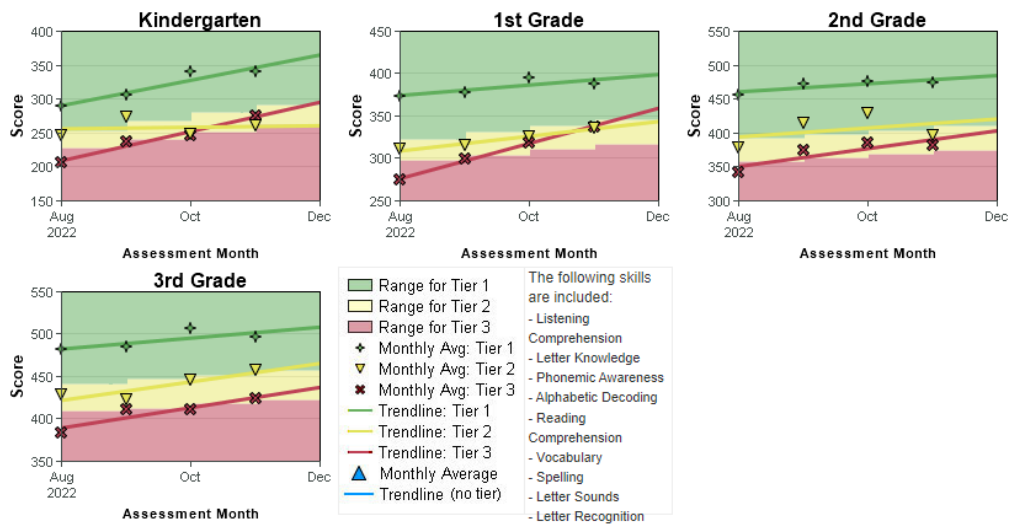 Kindergarten
400
350
300
250
200
150
Score
Aug
2022
Oct
Dec
Assessment Month
1st Grade
450
400
350
300
250
Score
Aug
2022
Oct
Dec
Assessment Month
2nd Grade
550
500
450
400
350
300
Score
Aug
2022
Oct
Dec
Assessment Month
3rd Grade
550
500
450
400
350
Score
Aug
2022
Oct
Dec
Assessment Month
Range for Tier 1
Range for Tier 2
Range for Tier 3
Monthly Avg: Tier 1
Monthly Avg: Tier 2
Monthly Avg: Tier 3
Trendline: Tier 1
Trendline: Tier 2
Trendline: Tier 3
Monthly Average
Trendline (no tier)
The following skills
are included:
- Listening
Comprehension
- Letter Knowledge
- Phonemic Awareness
- Alphabetic Decoding
- Reading
Comprehension
- Vocabulary
- Spelling
- Letter Sounds
- Letter Recognition